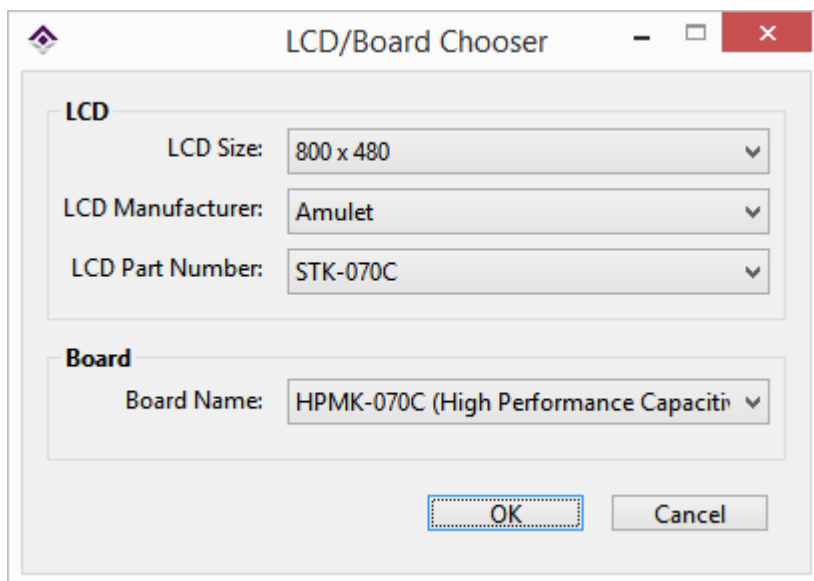 LCD/Board Chooser
LCD
LCD Size: 800 x 480
LCD Manufacturer: Amulet
LCD Part Number: STK-070C
Board
Board Name: HPMK-070C (High Performance
OK Cancel